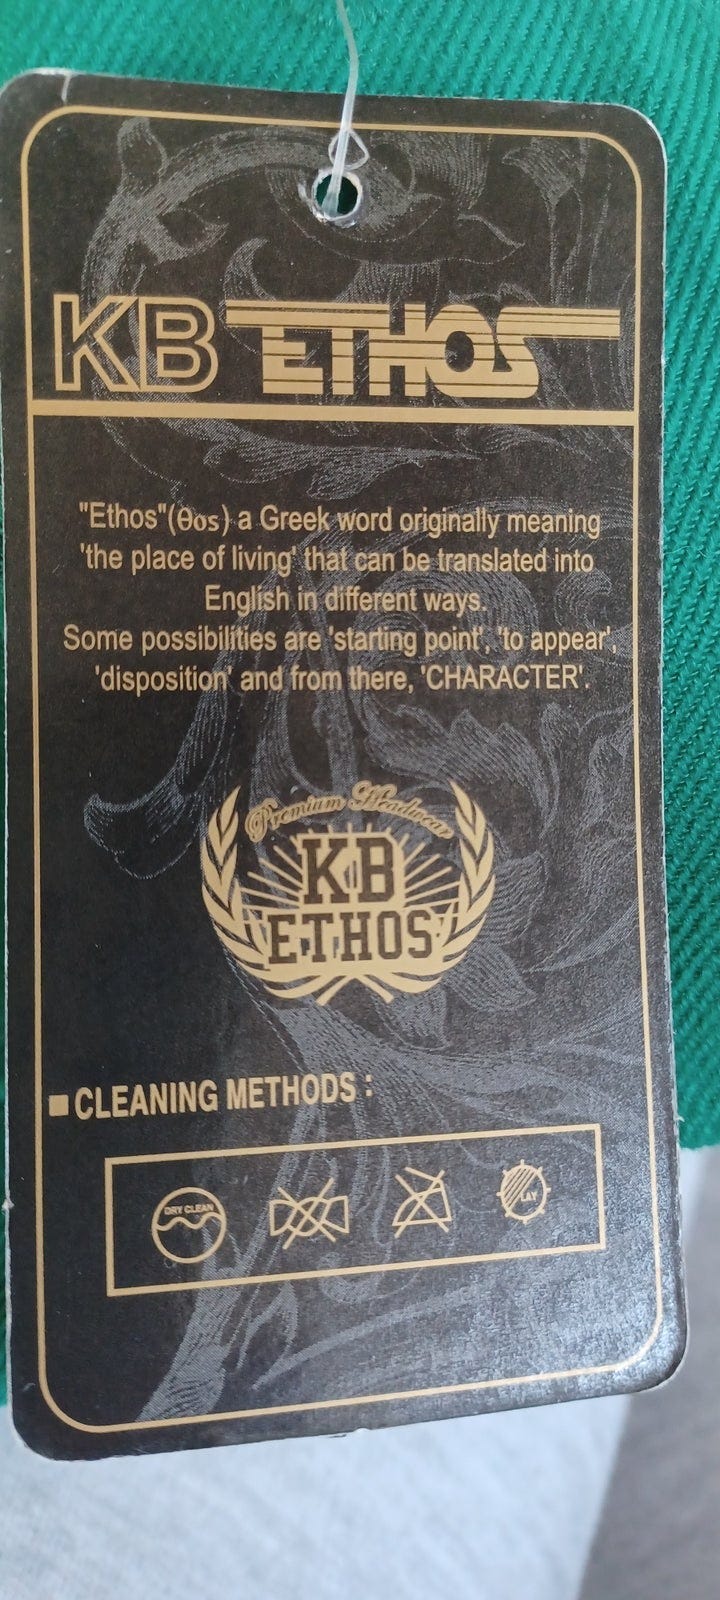 KB ETHOS
"Ethos"(θos) a Greek word originally meaning
'the place of living' that can be translated into
English in different ways.
Some possibilities are 'starting point', 'to appear',
'disposition' and from there, 'CHARACTER'.
Premium Headwear
KB
ETHOS
■ CLEANING METHODS :
DRY CLEAN
LAY